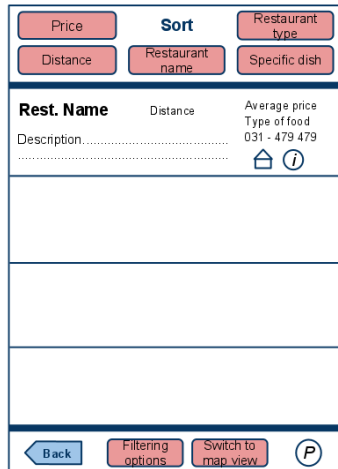 Price
Sort
Restaurant
type
Distance
Restaurant
name
Specific dish
Rest. Name
Distance
Average price
Type of food
031 - 479 479
Description.......................................
.........................................................
i
Back
Filtering
options
Switch to
map view
P